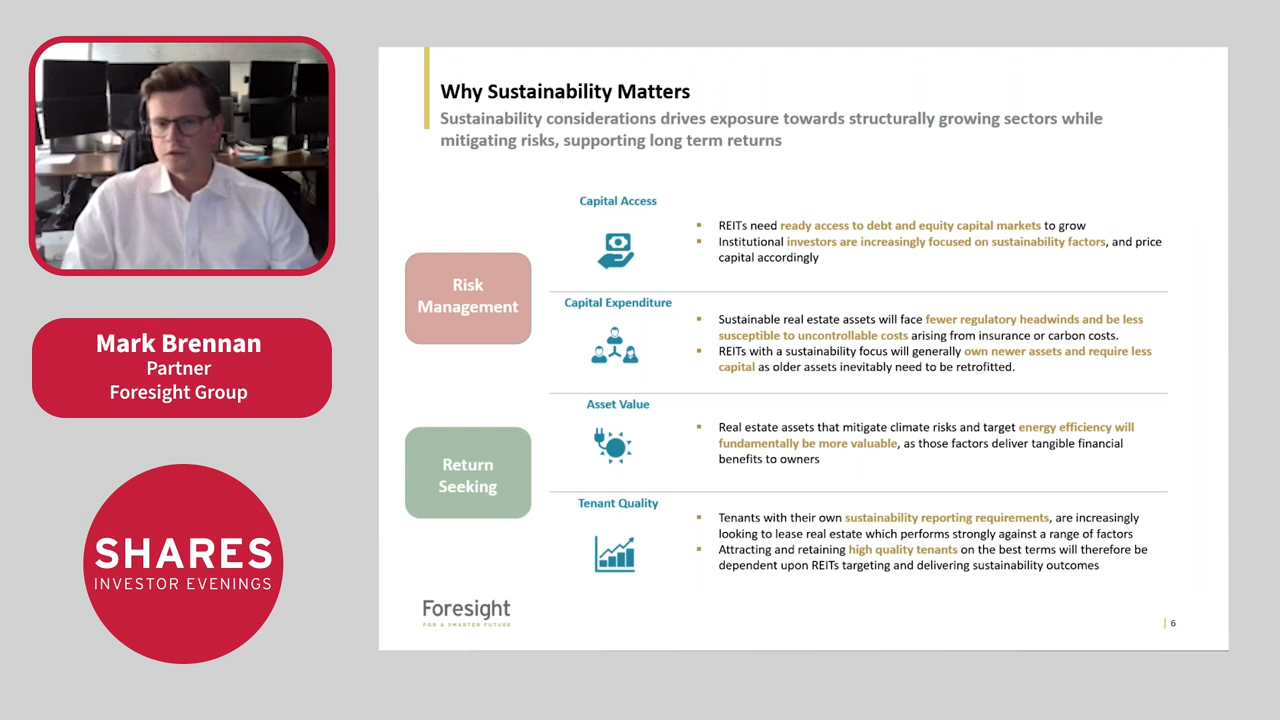 Mark Brennan
Partner
Foresight Group
SHARES
INVESTOR EVENINGS
Why Sustainability Matters
Sustainability considerations drives exposure towards structurally growing sectors while
mitigating risks, supporting long term returns
Risk
Management
Return
Seeking
Capital Access
▪ REITs need ready access to debt and equity capital markets to grow
▪ Institutional investors are increasingly focused on sustainability factors, and price
capital accordingly
Capital Expenditure
▪ Sustainable real estate assets will face fewer regulatory headwinds and be less
susceptible to uncontrollable costs arising from insurance or carbon costs.
▪ REITs with a sustainability focus will generally own newer assets and require less
capital as older assets inevitably need to be retrofitted.
Asset Value
▪ Real estate assets that mitigate climate risks and target energy efficiency will
fundamentally be more valuable, as those factors deliver tangible financial
benefits to owners
Tenant Quality
▪ Tenants with their own sustainability reporting requirements, are increasingly
looking to lease real estate which performs strongly against a range of factors
▪ Attracting and retaining high quality tenants on the best terms will therefore be
dependent upon REITs targeting and delivering sustainability outcomes
Foresight
FOR A SMARTER FUTURE
| 6